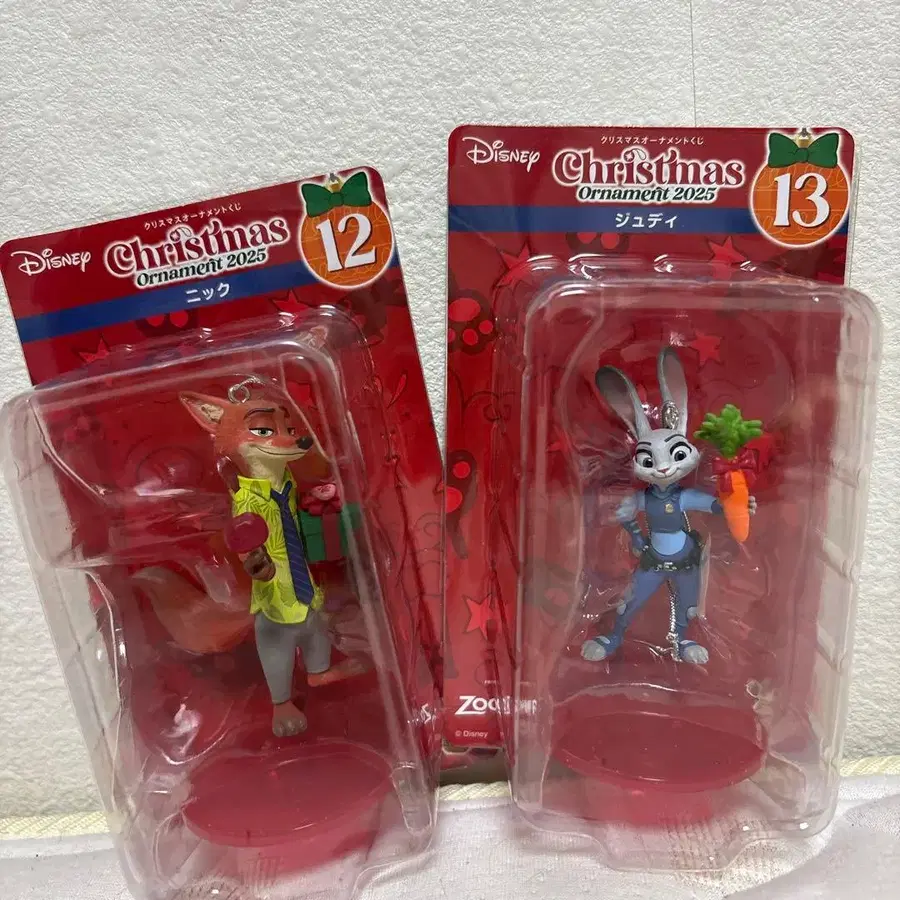 Disney
クリスマスオーナメントくじ
Christmas
Ornament 2025
12
ニック
Disney
クリスマスオーナメントくじ
Christmas
Ornament 2025
13
ジュディ
© Disney